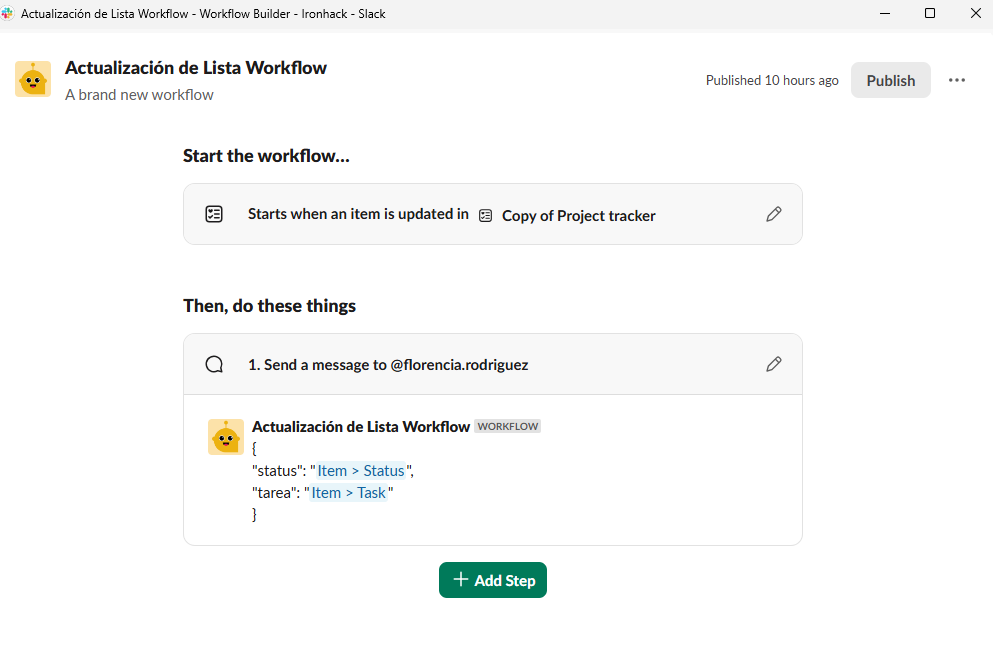 Actualización de Lista Workflow - Workflow Builder - Ironhack - Slack
Actualización de Lista Workflow
A brand new workflow
Published 10 hours ago
Publish
Start the workflow...
Starts when an item is updated in Copy of Project tracker
Then, do these things
1. Send a message to @florencia.rodriguez
Actualización de Lista Workflow WORKFLOW
{
"status": "Item > Status",
"tarea": "Item > Task"
}
+ Add Step